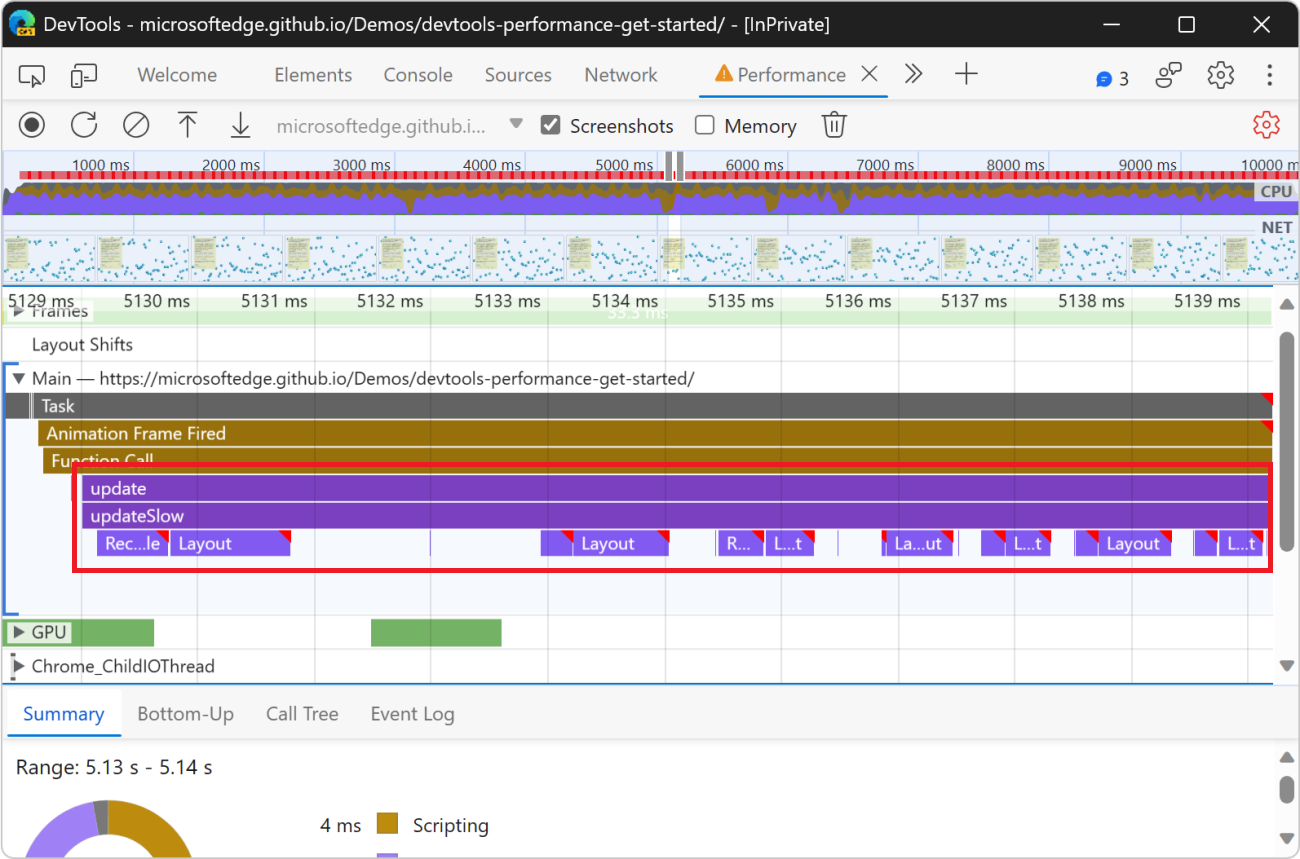 DevTools - microsoftedge.github.io/Demos/devtools-performance-get-started/ - [InPrivate]
Welcome Elements Console Sources Network Performance 3
microsoftedge.github.i... Screenshots Memory
1000 ms 2000 ms 3000 ms 4000 ms 5000 ms 6000 ms 7000 ms 8000 ms 9000 ms 10000 m
CPU
NET
5129 ms 5130 ms 5131 ms 5132 ms 5133 ms 5134 ms 5135 ms 5136 ms 5137 ms 5138 ms 5139 ms
Frames 33.3 ms
Layout Shifts
Main — https://microsoftedge.github.io/Demos/devtools-performance-get-started/
Task
Animation Frame Fired
Function Call
update
updateSlow
Rec...le Layout Layout R... L...t La...ut L...t Layout L...t
GPU
Chrome_ChildIOThread
Summary Bottom-Up Call Tree Event Log
Range: 5.13 s - 5.14 s
4 ms Scripting